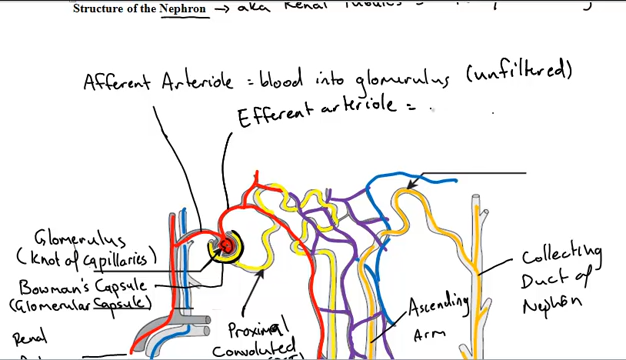 Structure of the Nephron → aka Renal Tubules
Afferent Arteriole = blood into glomerulus (unfiltered)
Efferent arteriole =
Glomerulus
(Knot of capillaries)
Bowman's Capsule
(Glomerular Capsule)
Renal
Proximal
Convoluted
Ascending
Arm
Collecting
Duct of
Nephron